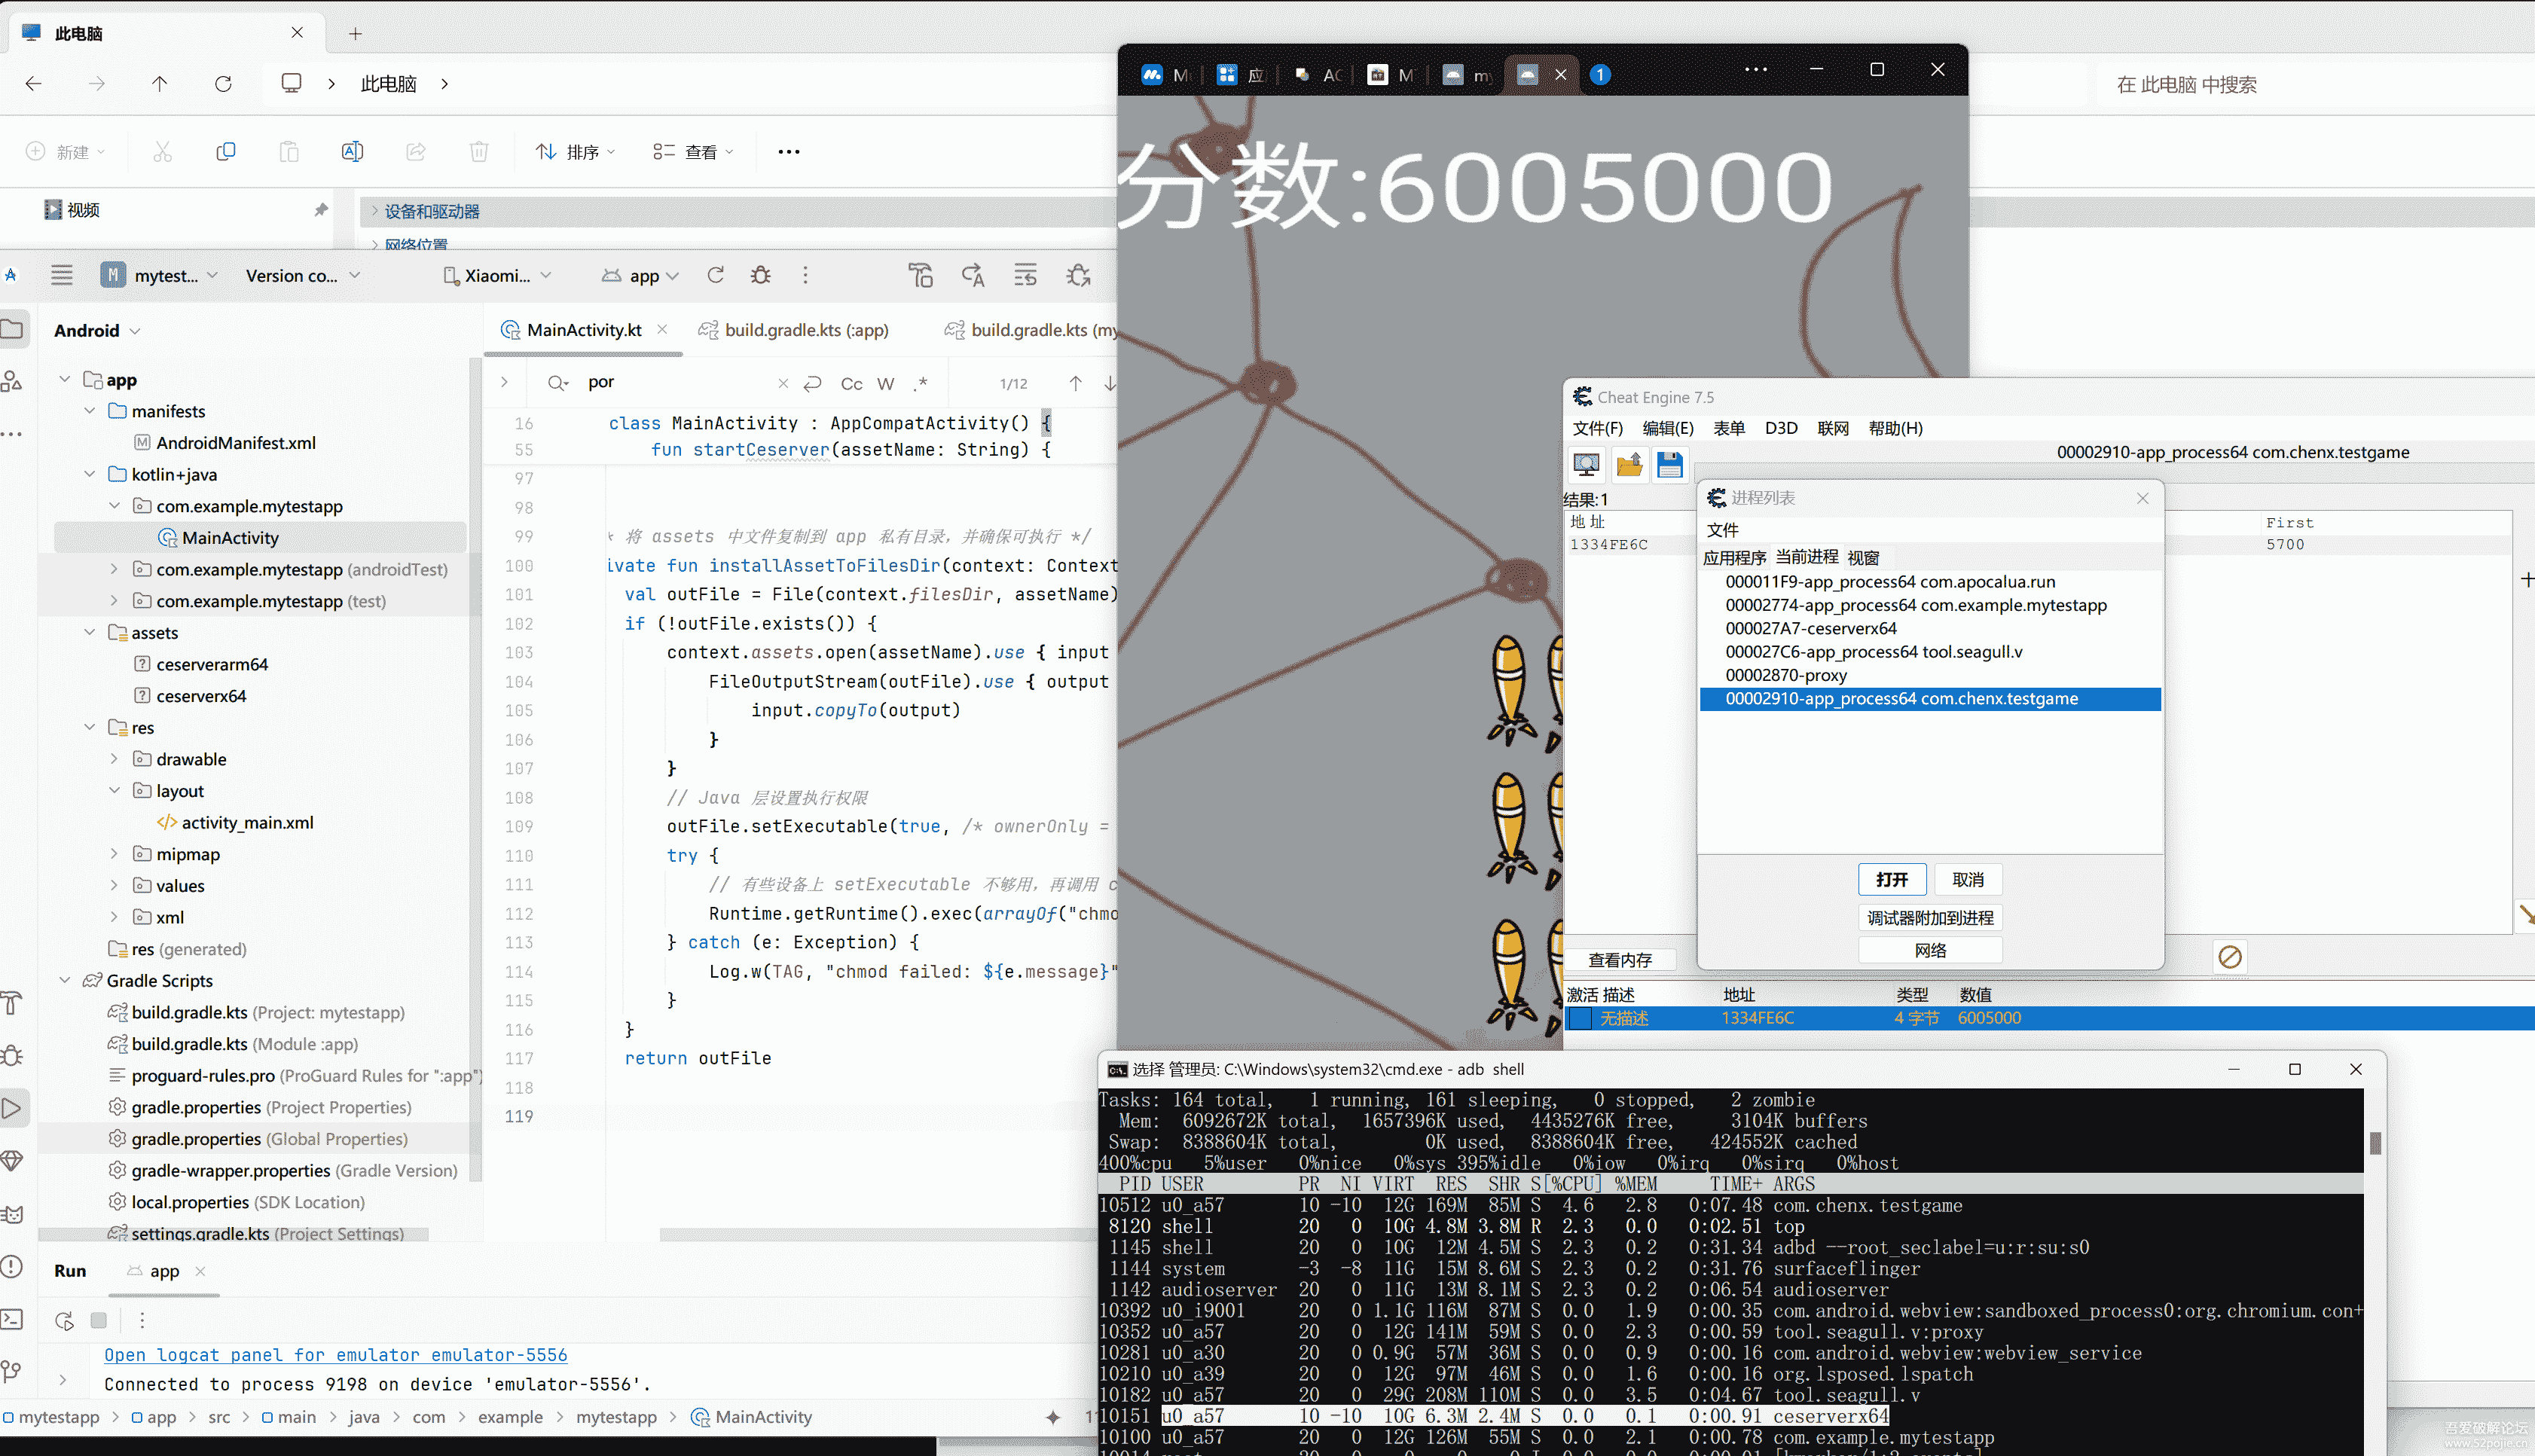 此电脑
此电脑
在 此电脑 中搜索
新建
排序
查看
视频
设备和驱动器
网络位置
分数:6005000
1
M mytest...
Version co...
Xiaomi...
app
Android
MainActivity.kt
build.gradle.kts (:app)
build.gradle.kts (my
por
Cc W .*
1/12
app
manifests
AndroidManifest.xml
kotlin+java
com.example.mytestapp
MainActivity
com.example.mytestapp (androidTest)
com.example.mytestapp (test)
assets
ceserverarm64
ceserverx64
res
drawable
layout
activity_main.xml
mipmap
values
xml
res (generated)
Gradle Scripts
build.gradle.kts (Project: mytestapp)
build.gradle.kts (Module :app)
proguard-rules.pro (ProGuard Rules for ":app")
gradle.properties (Project Properties)
gradle.properties (Global Properties)
gradle-wrapper.properties (Gradle Version)
local.properties (SDK Location)
settings.gradle.kts (Project Settings)
16 class MainActivity : AppCompatActivity() {
55 fun startCeserver(assetName: String) {
97
98
99 * 将 assets 中文件复制到 app 私有目录，并确保可执行 */
100 ivate fun installAssetToFilesDir(context: Context
101 val outFile = File(context.filesDir, assetName)
102 if (!outFile.exists()) {
103 context.assets.open(assetName).use { input
104 FileOutputStream(outFile).use { output
105 input.copyTo(output)
106 }
107 }
108 // Java 层设置执行权限
109 outFile.setExecutable(true, /* ownerOnly =
110 try {
111 // 有些设备上 setExecutable 不够用，再调用 c
112 Runtime.getRuntime().exec(arrayOf("chmo
113 } catch (e: Exception) {
114 Log.w(TAG, "chmod failed: ${e.message}"
115 }
116 }
117 return outFile
118
119
Run
app
Open logcat panel for emulator emulator-5556
Connected to process 9198 on device 'emulator-5556'.
mytestapp > app > src > main > java > com > example > mytestapp > MainActivity
Cheat Engine 7.5
文件(F) 编辑(E) 表单 D3D 联网 帮助(H)
00002910-app_process64 com.chenx.testgame
结果:1
地址
First
1334FE6C
5700
进程列表
文件
应用程序 当前进程 视窗
000011F9-app_process64 com.apocalua.run
00002774-app_process64 com.example.mytestapp
000027A7-ceserverx64
000027C6-app_process64 tool.seagull.v
00002870-proxy
00002910-app_process64 com.chenx.testgame
打开 取消
调试器附加到进程
网络
查看内存
激活 描述 地址 类型 数值
无描述 1334FE6C 4 字节 6005000
选择 管理员: C:\Windows\system32\cmd.exe - adb shell
Tasks: 164 total, 1 running, 161 sleeping, 0 stopped, 2 zombie
Mem: 6092672K total, 1657396K used, 4435276K free, 3104K buffers
Swap: 8388604K total, 0K used, 8388604K free, 424552K cached
400%cpu 5%user 0%nice 0%sys 395%idle 0%iow 0%irq 0%sirq 0%host
PID USER PR NI VIRT RES SHR S[%CPU] %MEM TIME+ ARGS
10512 u0_a57 10 -10 12G 169M 85M S 4.6 2.8 0:07.48 com.chenx.testgame
8120 shell 20 0 10G 4.8M 3.8M R 2.3 0.0 0:02.51 top
1145 shell 20 0 10G 12M 4.5M S 2.3 0.2 0:31.34 adbd --root_seclabel=u:r:su:s0
1144 system -3 -8 11G 15M 8.6M S 2.3 0.2 0:31.76 surfaceflinger
1142 audioserver 20 0 11G 13M 8.1M S 2.3 0.2 0:06.54 audioserver
10392 u0_i9001 20 0 1.1G 116M 87M S 0.0 1.9 0:00.35 com.android.webview:sandboxed_process0:org.chromium.con+
10352 u0_a57 20 0 12G 141M 59M S 0.0 2.3 0:00.59 tool.seagull.v:proxy
10281 u0_a30 20 0 0.9G 57M 36M S 0.0 0.9 0:00.16 com.android.webview:webview_service
10210 u0_a39 20 0 12G 97M 46M S 0.0 1.6 0:00.16 org.lsposed.lspatch
10182 u0_a57 20 0 29G 208M 110M S 0.0 3.5 0:04.67 tool.seagull.v
10151 u0_a57 10 -10 10G 6.3M 2.4M S 0.0 0.1 0:00.91 ceserverx64
10100 u0_a57 20 0 12G 126M 55M S 0.0 2.1 0:00.78 com.example.mytestapp
吾爱破解论坛
www.52pojie.cn